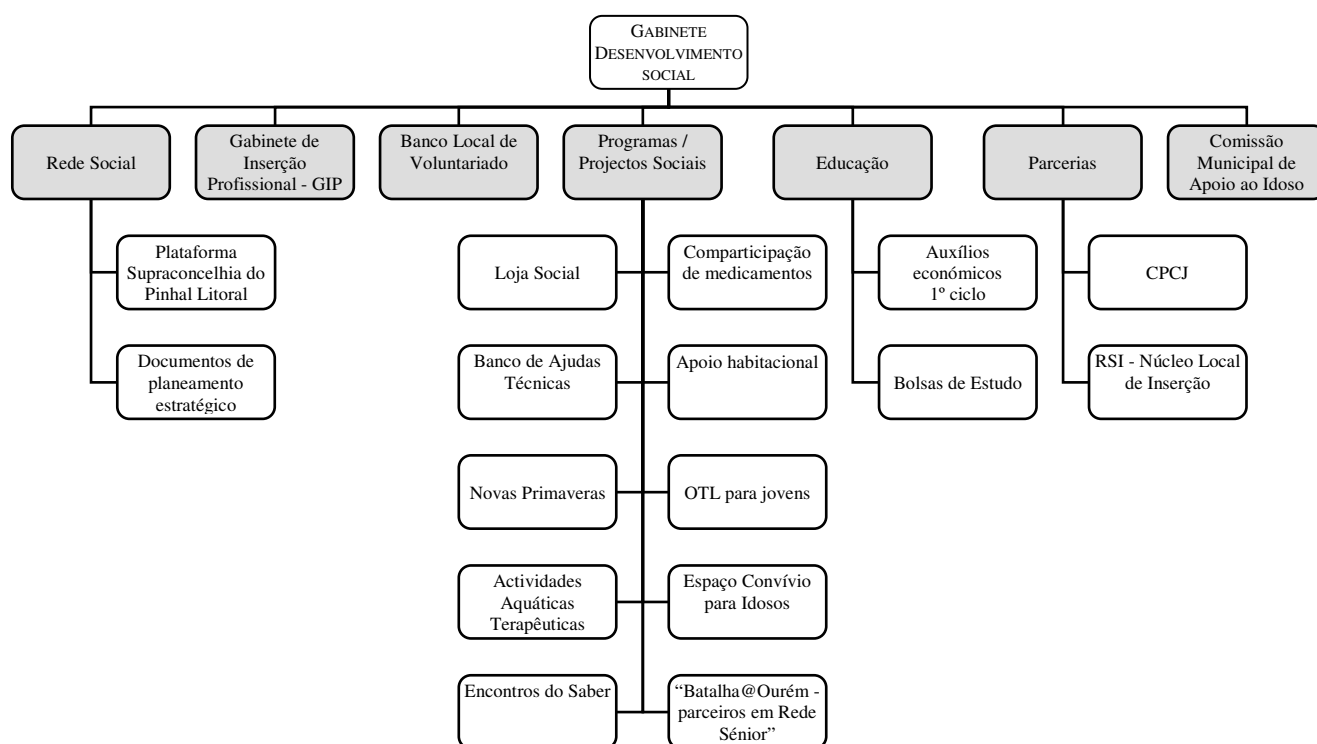 GABINETE
DESENVOLVIMENTO
SOCIAL
Rede Social
Gabinete de
Inserção
Profissional - GIP
Banco Local de
Voluntariado
Programas /
Projectos Sociais
Educação
Parcerias
Comissão
Municipal de
Apoio ao Idoso
Plataforma
Supraconcelhia do
Pinhal Litoral
Documentos de
planeamento
estratégico
Loja Social
Comparticipação
de medicamentos
Banco de Ajudas
Técnicas
Apoio habitacional
Novas Primaveras
OTL para jovens
Actividades
Aquáticas
Terapêuticas
Espaço Convívio
para Idosos
Encontros do Saber
“Batalha@Ourém -
parceiros em Rede
Sénior”
Auxílios
económicos
1º ciclo
Bolsas de Estudo
CPCJ
RSI - Núcleo Local
de Inserção